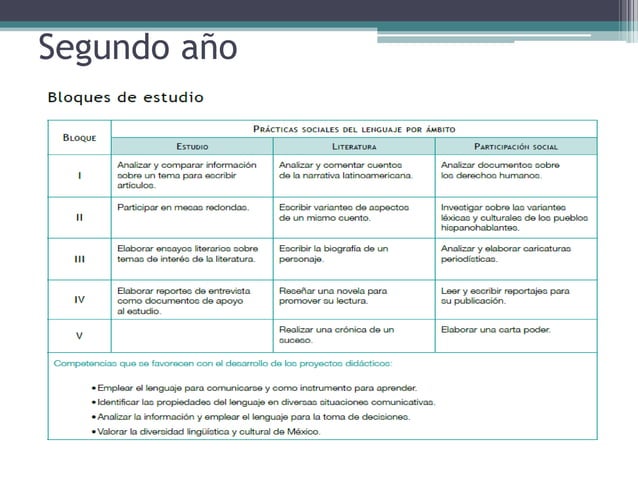 Segundo año
Bloques de estudio
BLOQUE
PRÁCTICAS SOCIALES DEL LENGUAJE POR ÁMBITO
ESTUDIO
LITERATURA
PARTICIPACIÓN SOCIAL
I
Analizar y comparar información
sobre un tema para escribir
artículos.
Analizar y comentar cuentos
de la narrativa latinoamericana.
Analizar documentos sobre
los derechos humanos.
II
Participar en mesas redondas.
Escribir variantes de aspectos
de un mismo cuento.
Investigar sobre las variantes
léxicas y culturales de los pueblos
hispanohablantes.
III
Elaborar ensayos literarios sobre
temas de interés de la literatura.
Escribir la biografía de un
personaje.
Analizar y elaborar caricaturas
periodísticas.
IV
Elaborar reportes de entrevista
como documentos de apoyo
al estudio.
Reseñar una novela para
promover su lectura.
Leer y escribir reportajes para
su publicación.
V
Realizar una crónica de un
suceso.
Elaborar una carta poder.
Competencias que se favorecen con el desarrollo de los proyectos didácticos:
• Emplear el lenguaje para comunicarse y como instrumento para aprender.
• Identificar las propiedades del lenguaje en diversas situaciones comunicativas.
• Analizar la información y emplear el lenguaje para la toma de decisiones.
• Valorar la diversidad lingüística y cultural de México.